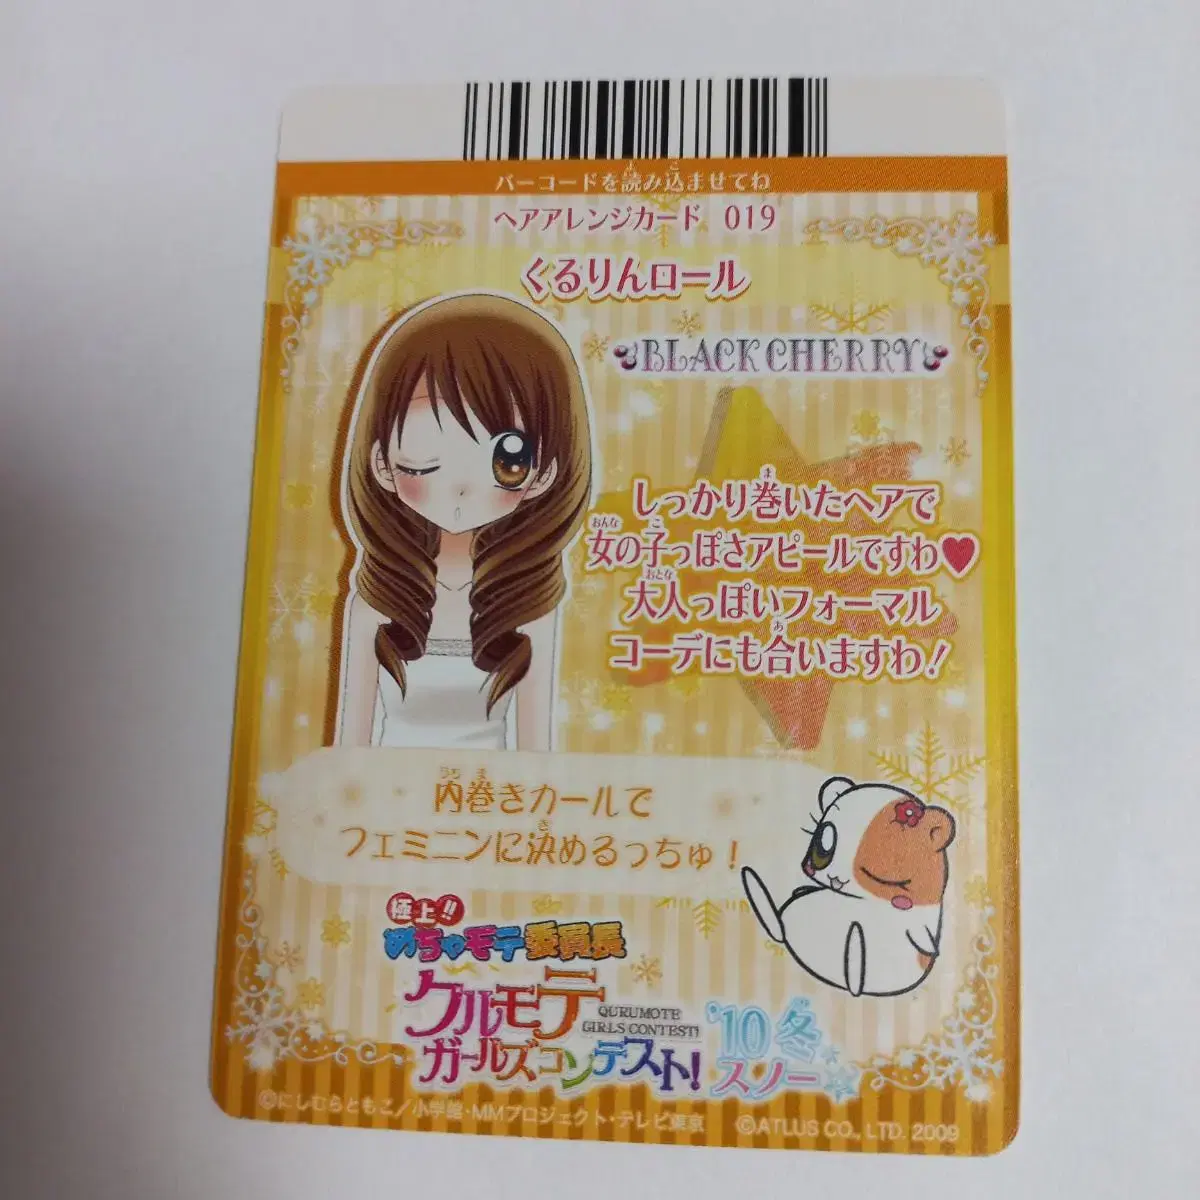 バーコードを読み込ませてね
ヘアアレンジカード 019
くるりんロール
BLACK CHERRY
しっかり巻いたヘアで
女の子っぽさアピールですわ♥
大人っぽいフォーマル
コーデにも合いますわ!
内巻きカールで
フェミニンに決めるっちゅ!
極上!!
めちゃモテ委員長
クルモテ
QURUMOTE
GIRLS CONTEST!
ガールズコンテスト!
'10冬
スノー
©にしむらともこ/小学館・MMプロジェクト・テレビ東京
©ATLUS CO., LTD. 2009